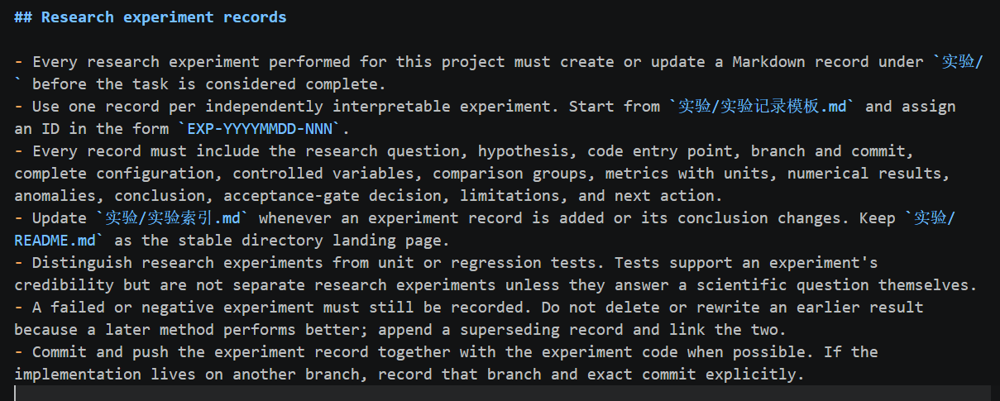 ## Research experiment records
- Every research experiment performed for this project must create or update a Markdown record under `实验/
` before the task is considered complete.
- Use one record per independently interpretable experiment. Start from `实验/实验记录模板.md` and assign
an ID in the form `EXP-YYYYMMDD-NNN`.
- Every record must include the research question, hypothesis, code entry point, branch and commit,
complete configuration, controlled variables, comparison groups, metrics with units, numerical results,
anomalies, conclusion, acceptance-gate decision, limitations, and next action.
- Update `实验/实验索引.md` whenever an experiment record is added or its conclusion changes. Keep `实验/
README.md` as the stable directory landing page.
- Distinguish research experiments from unit or regression tests. Tests support an experiment's
credibility but are not separate research experiments unless they answer a scientific question themselves.
- A failed or negative experiment must still be recorded. Do not delete or rewrite an earlier result
because a later method performs better; append a superseding record and link the two.
- Commit and push the experiment record together with the experiment code when possible. If the
implementation lives on another branch, record that branch and exact commit explicitly.